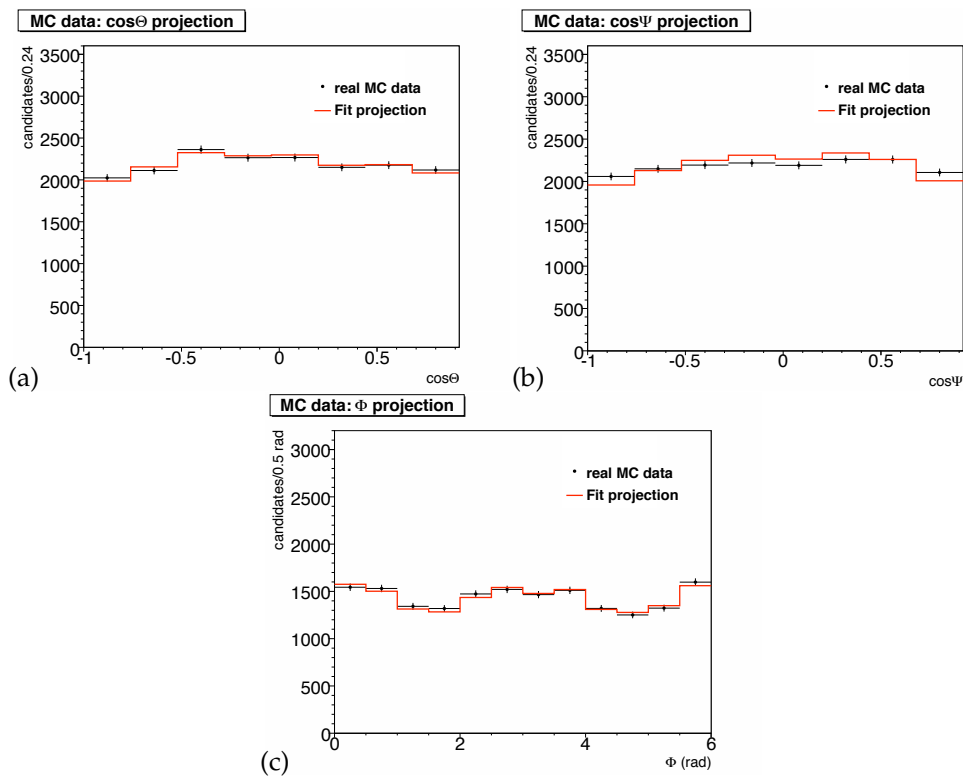 MC data: cosΘ projection
candidates/0.24
3500
3000
2500
2000
1500
1000
500
0
real MC data
Fit projection
-1
-0.5
0
0.5
cosΘ
(a)
MC data: cosΨ projection
candidates/0.24
3500
3000
2500
2000
1500
1000
500
0
real MC data
Fit projection
-1
-0.5
0
0.5
cosΨ
(b)
MC data: Φ projection
candidates/0.5 rad
3000
2500
2000
1500
1000
500
0
real MC data
Fit projection
0
2
4
6
Φ (rad)
(c)